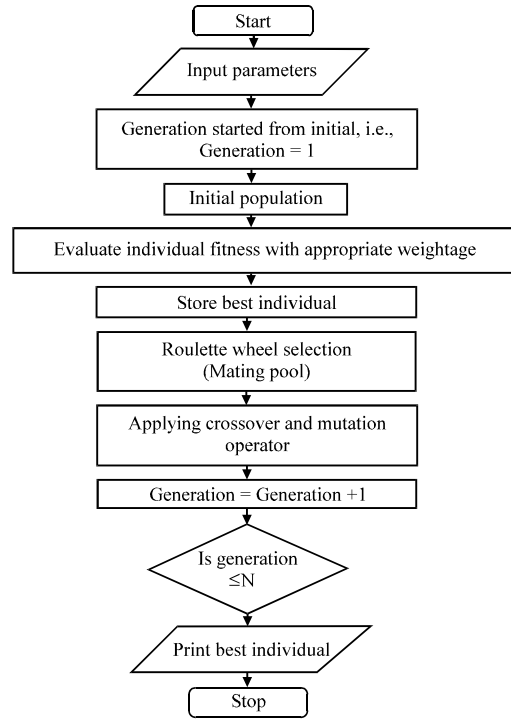 Start
Input parameters
Generation started from initial, i.e.,
Generation = 1
Initial population
Evaluate individual fitness with appropriate weightage
Store best individual
Roulette wheel selection
(Mating pool)
Applying crossover and mutation
operator
Generation = Generation +1
Is generation
≤N
Print best individual
Stop